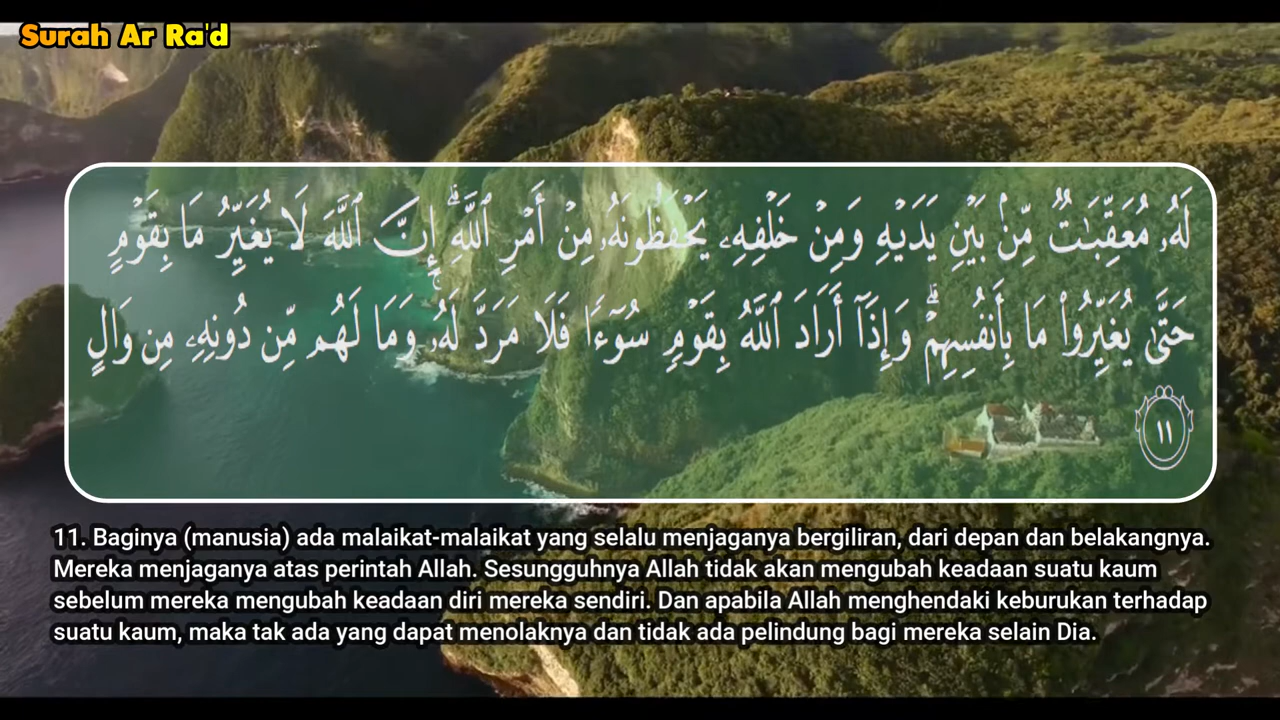 Surah Ar Ra'd
لَهُۥ مُعَقِّبَٰتٌ مِّنۢ بَيْنِ يَدَيْهِ وَمِنْ خَلْفِهِۦ يَحْفَظُونَهُۥ مِنْ أَمْرِ ٱللَّهِ ۗ إِنَّ ٱللَّهَ لَا يُغَيِّرُ مَا بِقَوْمٍ
حَتَّىٰ يُغَيِّرُوا۟ مَا بِأَنفُسِهِمْ ۗ وَإِذَآ أَرَادَ ٱللَّهُ بِقَوْمٍ سُوٓءًا فَلَا مَرَدَّ لَهُۥ ۚ وَمَا لَهُم مِّن دُونِهِۦ مِن وَالٍ
١١
11. Baginya (manusia) ada malaikat-malaikat yang selalu menjaganya bergiliran, dari depan dan belakangnya.
Mereka menjaganya atas perintah Allah. Sesungguhnya Allah tidak akan mengubah keadaan suatu kaum
sebelum mereka mengubah keadaan diri mereka sendiri. Dan apabila Allah menghendaki keburukan terhadap
suatu kaum, maka tak ada yang dapat menolaknya dan tidak ada pelindung bagi mereka selain Dia.